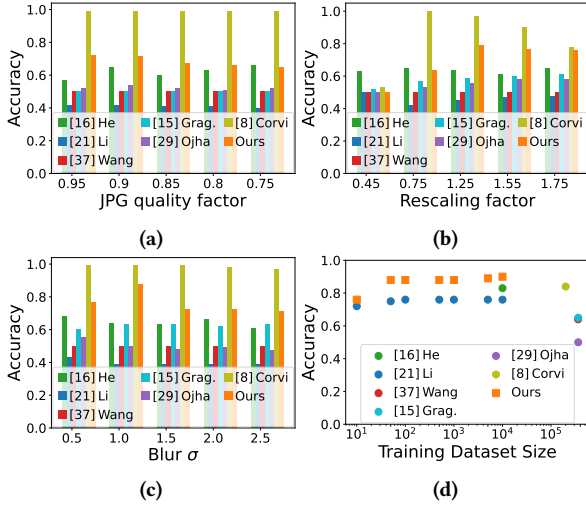 1.0
0.8
0.6
0.4
0.2
0.0
Accuracy
[16] He [15] Grag. [8] Corvi
[21] Li [29] Ojha Ours
[37] Wang
0.95 0.9 0.85 0.8 0.75
JPG quality factor
(a)
1.0
0.8
0.6
0.4
0.2
0.0
Accuracy
[16] He [15] Grag. [8] Corvi
[21] Li [29] Ojha Ours
[37] Wang
0.45 0.75 1.25 1.55 1.75
Rescaling factor
(b)
1.0
0.8
0.6
0.4
0.2
0.0
Accuracy
[16] He [15] Grag. [8] Corvi
[21] Li [29] Ojha Ours
[37] Wang
0.5 1.0 1.5 2.0 2.5
Blur σ
(c)
1.0
0.8
0.6
0.4
0.2
0.0
Accuracy
[16] He [29] Ojha
[21] Li [8] Corvi
[37] Wang Ours
[15] Grag.
10¹ 10² 10³ 10⁴ 10⁵
Training Dataset Size
(d)